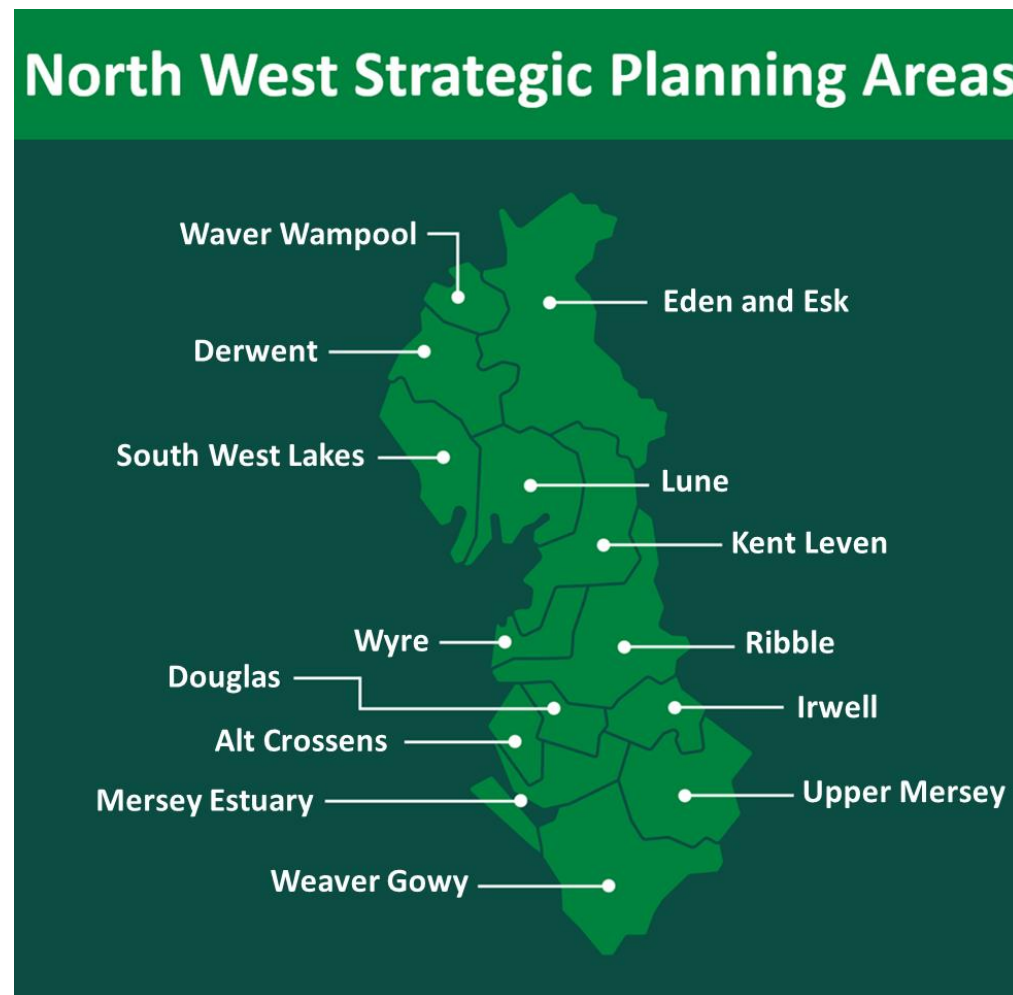 North West Strategic Planning Areas
Waver Wampool
Eden and Esk
Derwent
South West Lakes
Lune
Kent Leven
Wyre
Ribble
Douglas
Irwell
Alt Crossens
Mersey Estuary
Upper Mersey
Weaver Gowy